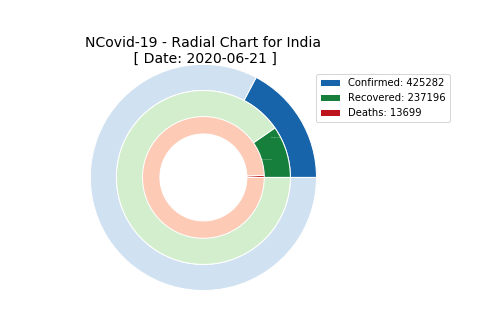 NCovid-19 - Radial Chart for India
[ Date: 2020-06-21 ]
Confirmed: 425282
Recovered: 237196
Deaths: 13699